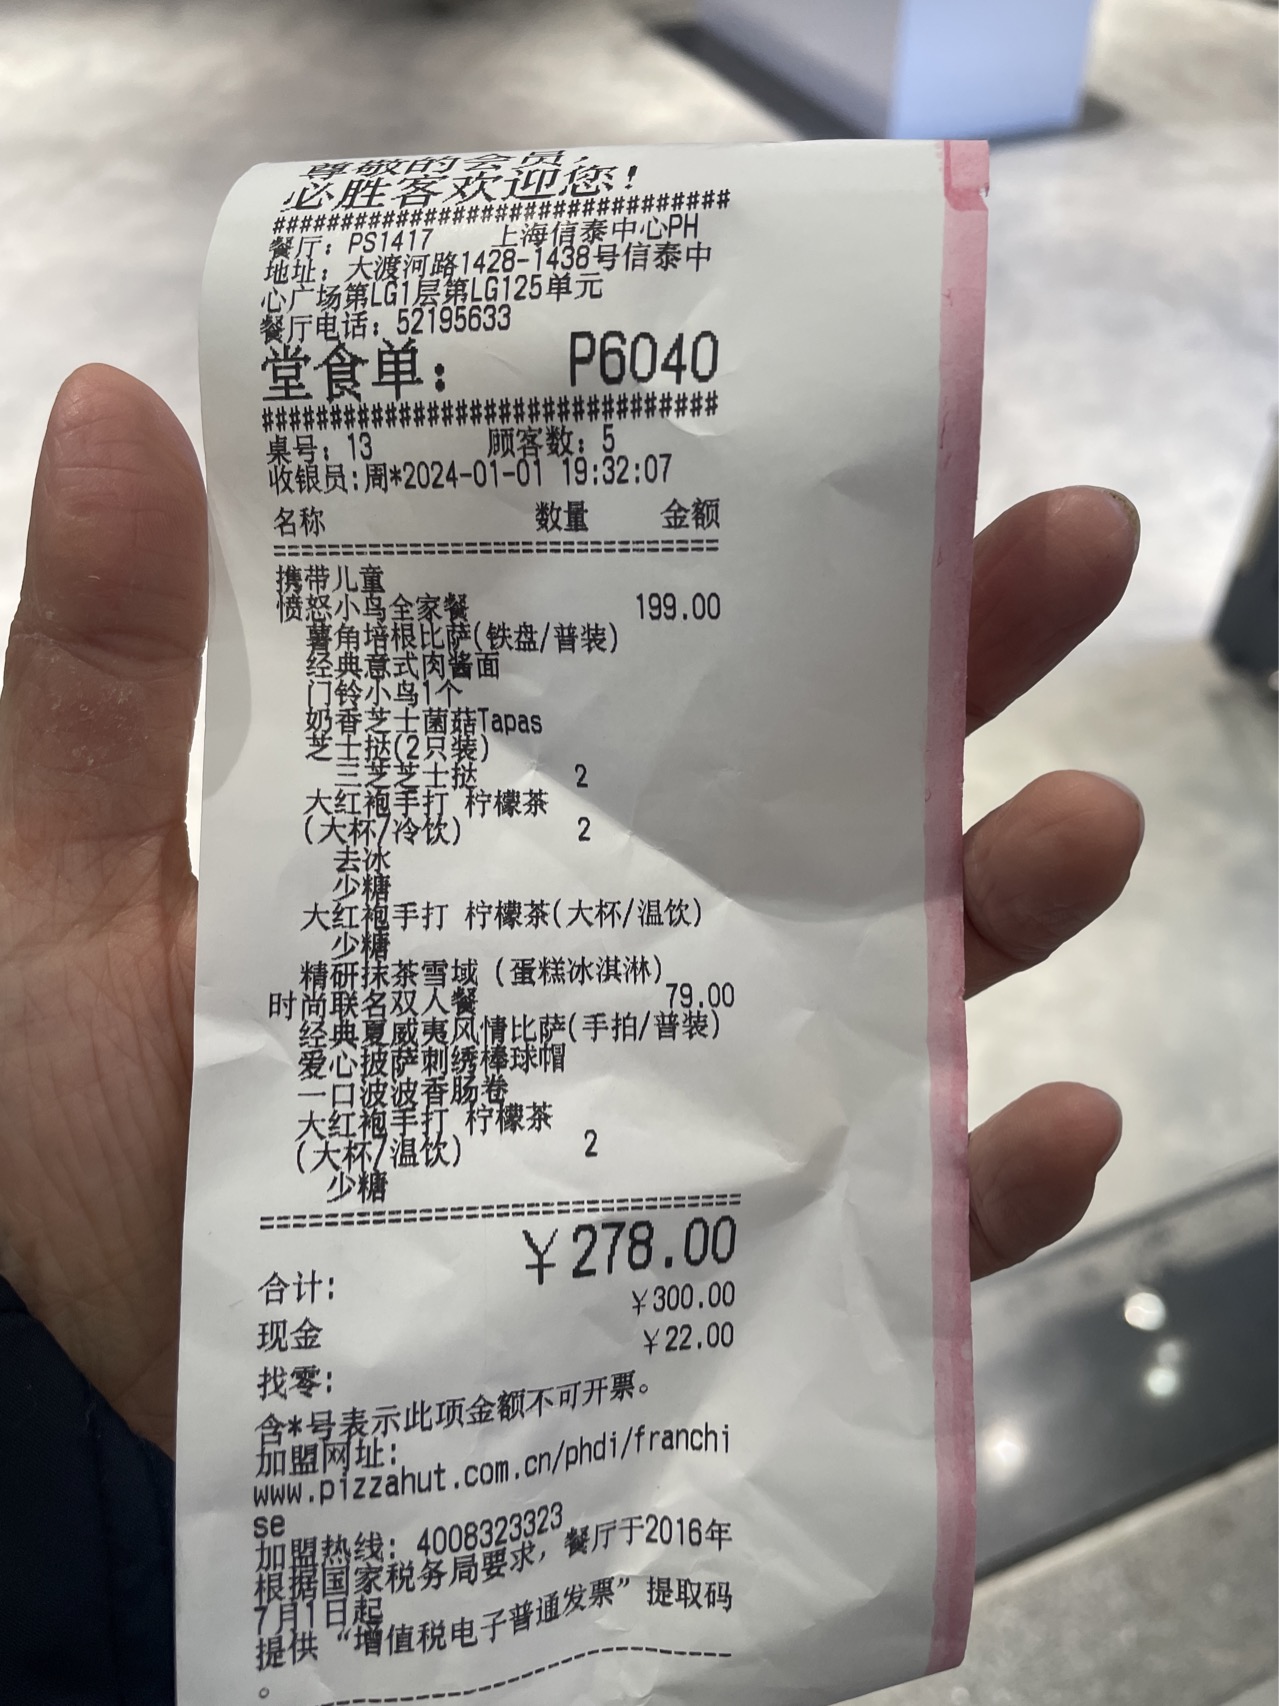 尊敬的会员，
必胜客欢迎您！
##################################
餐厅：PS1417 上海信泰中心PH
地址：大渡河路1428-1438号信泰中
心广场第LG1层第LG125单元
餐厅电话：52195633
堂食单： P6040
##################################
桌号：13 顾客数：5
收银员:周*2024-01-01 19:32:07
名称 数量 金额
==================================
携带儿童
愤怒小鸟全家餐 199.00
薯角培根比萨(铁盘/普装)
经典意式肉酱面
门铃小鸟1个
奶香芝士菌菇Tapas
芝士挞(2只装)
三芝芝士挞 2
大红袍手打 柠檬茶
(大杯/冷饮) 2
去冰
少糖
大红袍手打 柠檬茶(大杯/温饮)
少糖
精研抹茶雪域 (蛋糕冰淇淋)
时尚联名双人餐 79.00
经典夏威夷风情比萨(手拍/普装)
爱心披萨刺绣棒球帽
一口波波香肠卷
大红袍手打 柠檬茶
(大杯/温饮) 2
少糖
==================================
合计: ￥278.00
现金 ￥300.00
找零: ￥22.00
含*号表示此项金额不可开票。
加盟网址:
www.pizzahut.com.cn/phdi/franchi
se
加盟热线: 4008323323
根据国家税务局要求，餐厅于2016年
7月1日起
提供“增值税电子普通发票”提取码
。